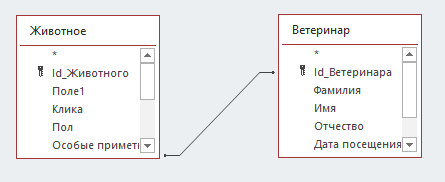 Животное
*
Id_Животного
Поле1
Клика
Пол
Особые примет
Ветеринар
*
Id_Ветеринара
Фамилия
Имя
Отчество
Дата посещения